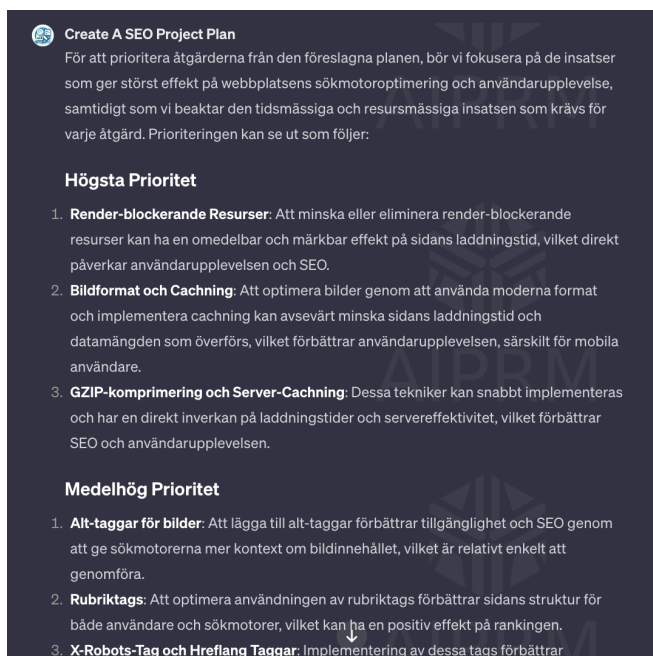 Create A SEO Project Plan
För att prioritera åtgärderna från den föreslagna planen, bör vi fokusera på de insatser
som ger störst effekt på webbplatsens sökmotoroptimering och användarupplevelse,
samtidigt som vi beaktar den tidsmässiga och resursmässiga insatsen som krävs för
varje åtgärd. Prioriteringen kan se ut som följer:
Högsta Prioritet
1. Render-blockerande Resurser: Att minska eller eliminera render-blockerande
resurser kan ha en omedelbar och märkbar effekt på sidans laddningstid, vilket direkt
påverkar användarupplevelsen och SEO.
2. Bildformat och Cachning: Att optimera bilder genom att använda moderna format
och implementera cachning kan avsevärt minska sidans laddningstid och
datamängden som överförs, vilket förbättrar användarupplevelsen, särskilt för mobila
användare.
3. GZIP-komprimering och Server-Cachning: Dessa tekniker kan snabbt implementeras
och har en direkt inverkan på laddningstider och servereffektivitet, vilket förbättrar
SEO och användarupplevelsen.
Medelhög Prioritet
1. Alt-taggar för bilder: Att lägga till alt-taggar förbättrar tillgänglighet och SEO genom
att ge sökmotorerna mer kontext om bildinnehållet, vilket är relativt enkelt att
genomföra.
2. Rubriktags: Att optimera användningen av rubriktags förbättrar sidans struktur för
både användare och sökmotorer, vilket kan ha en positiv effekt på rankingen.
3. X-Robots-Tag och Hreflang Taggar: Implementering av dessa tags förbättrar
AIPRM
AIPRM
AIPRM